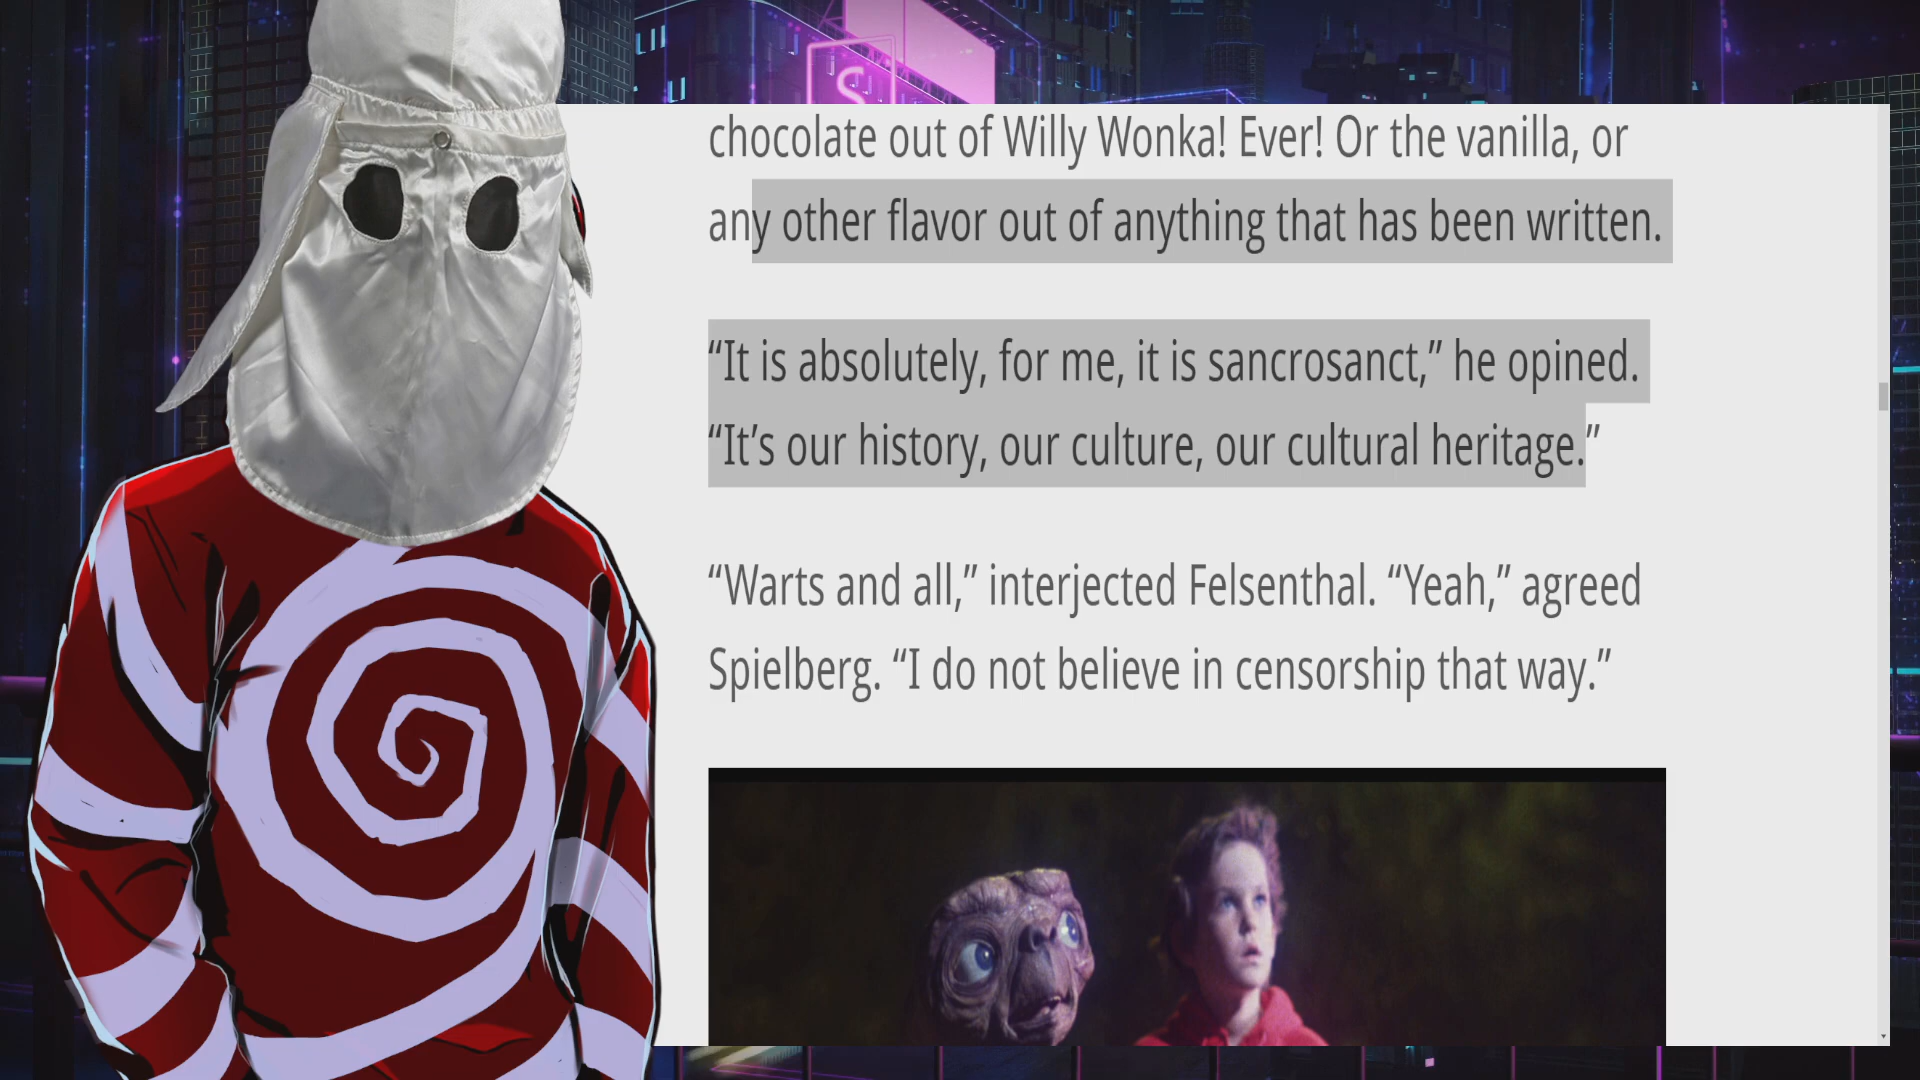 S
chocolate out of Willy Wonka! Ever! Or the vanilla, or
any other flavor out of anything that has been written.
“It is absolutely, for me, it is sancrosanct,” he opined.
“It’s our history, our culture, our cultural heritage.”
“Warts and all,” interjected Felsenthal. “Yeah,” agreed
Spielberg. “I do not believe in censorship that way.”